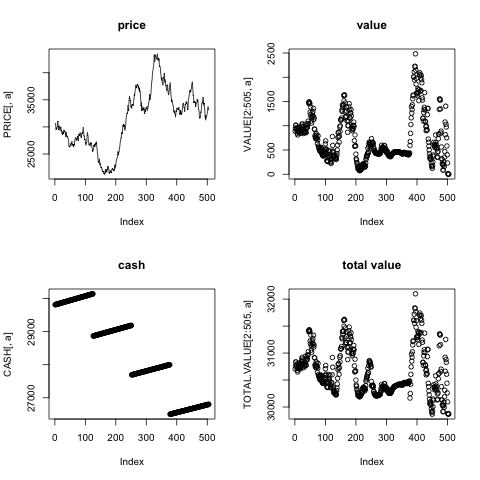 price
PRICE[, a]
35000
25000
0 100 200 300 400 500
Index
value
VALUE[2:505, a]
2500
1500
500
0
0 100 200 300 400 500
Index
cash
CASH[, a]
29000
27000
0 100 200 300 400 500
Index
total value
TOTAL.VALUE[2:505, a]
32000
31000
30000
0 100 200 300 400 500
Index